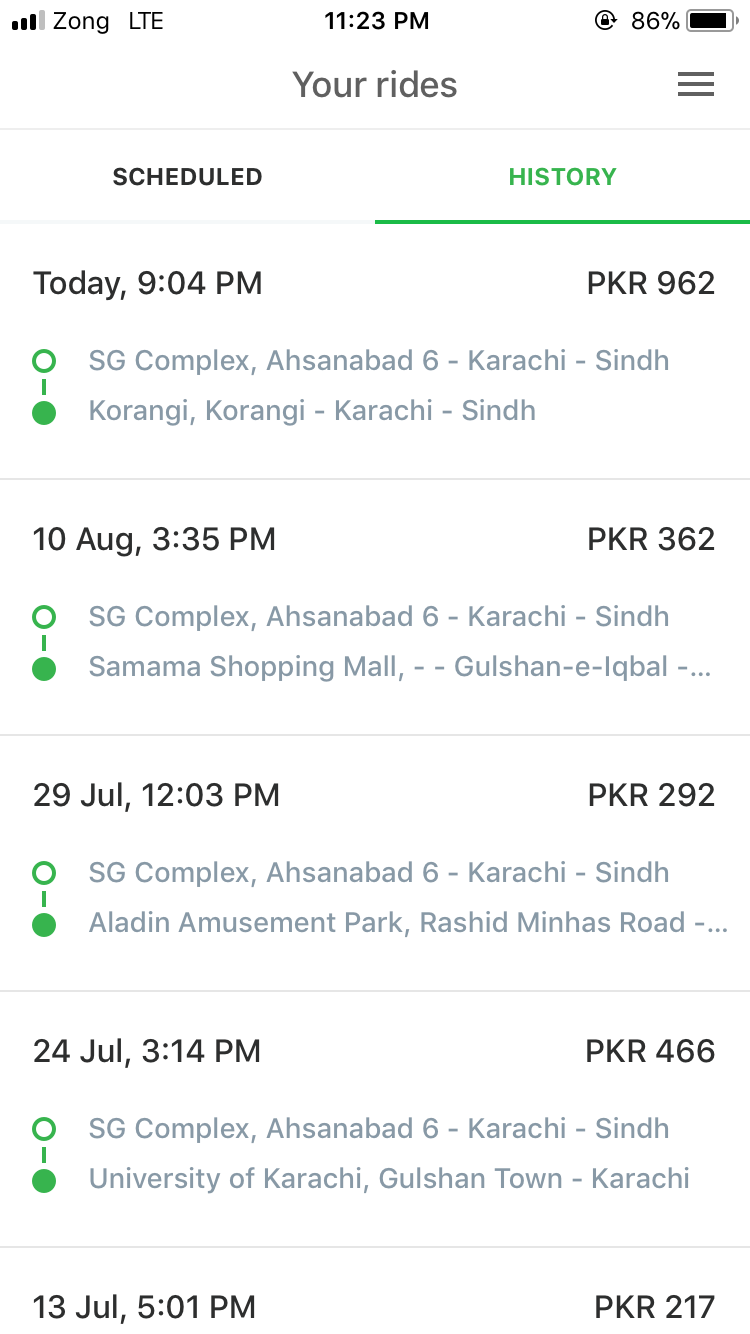 Zong LTE 11:23 PM 86%
Your rides
SCHEDULED HISTORY
Today, 9:04 PM PKR 962
SG Complex, Ahsanabad 6 - Karachi - Sindh
Korangi, Korangi - Karachi - Sindh
10 Aug, 3:35 PM PKR 362
SG Complex, Ahsanabad 6 - Karachi - Sindh
Samama Shopping Mall, - - Gulshan-e-Iqbal -...
29 Jul, 12:03 PM PKR 292
SG Complex, Ahsanabad 6 - Karachi - Sindh
Aladin Amusement Park, Rashid Minhas Road -...
24 Jul, 3:14 PM PKR 466
SG Complex, Ahsanabad 6 - Karachi - Sindh
University of Karachi, Gulshan Town - Karachi
13 Jul, 5:01 PM PKR 217